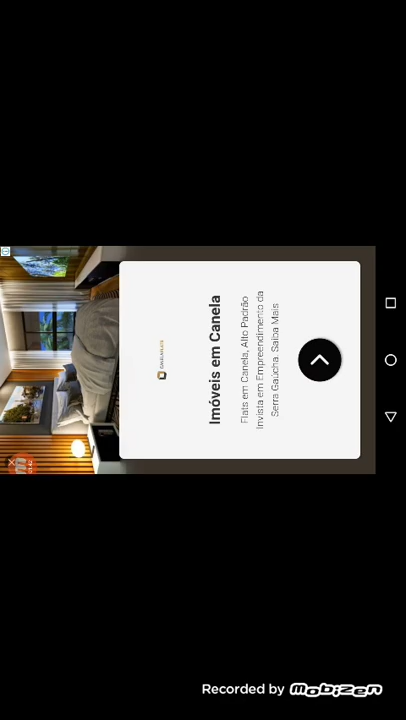 Imóveis em Canela
Flats em Canela, Alto Padrão
Invista em Empreendimento da
Serra Gaúcha. Saiba Mais
Recorded by MOBIZEN